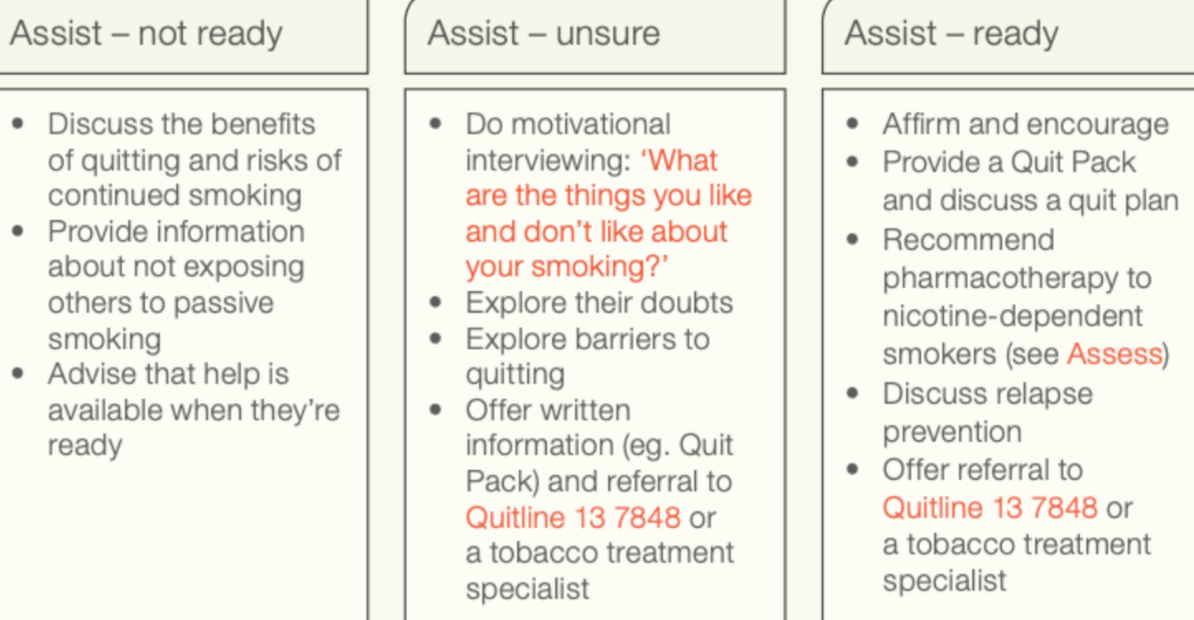 Assist – not ready
• Discuss the benefits
of quitting and risks of
continued smoking
• Provide information
about not exposing
others to passive
smoking
• Advise that help is
available when they're
ready
Assist – unsure
• Do motivational
interviewing: ‘What
are the things you like
and don’t like about
your smoking?’
• Explore their doubts
• Explore barriers to
quitting
• Offer written
information (eg. Quit
Pack) and referral to
Quitline 13 7848 or
a tobacco treatment
specialist
Assist – ready
• Affirm and encourage
• Provide a Quit Pack
and discuss a quit plan
• Recommend
pharmacotherapy to
nicotine-dependent
smokers (see Assess)
• Discuss relapse
prevention
• Offer referral to
Quitline 13 7848 or
a tobacco treatment
specialist